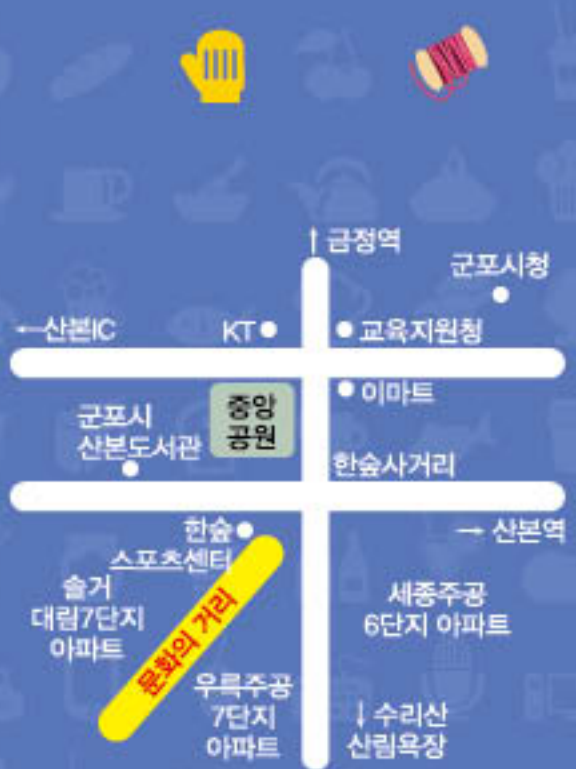 ↑금정역
군포시청
←산본IC
KT
교육지원청
이마트
중앙
공원
군포시
산본도서관
한숲사거리
→ 산본역
한숲
스포츠센터
솔거
대림7단지
아파트
문화의 거리
세종주공
6단지 아파트
우륵주공
7단지
아파트
↓수리산
산림욕장